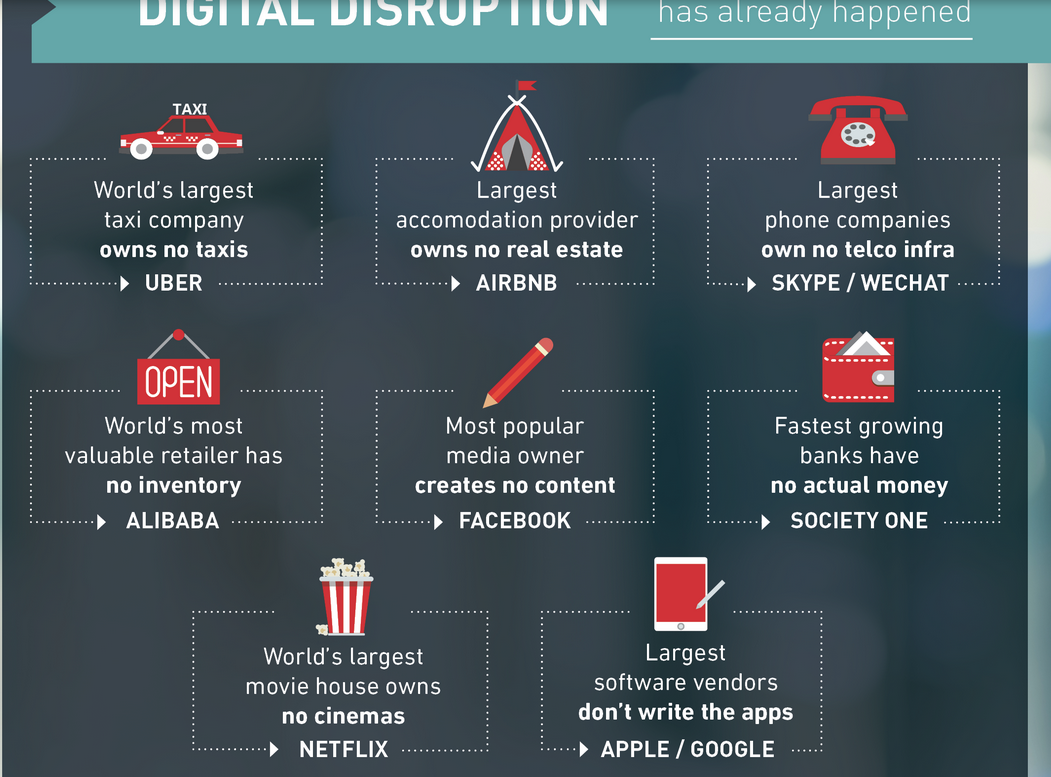 DIGITAL DISRUPTION has already happened
TAXI
World's largest
taxi company
owns no taxis
UBER
Largest
accomodation provider
owns no real estate
AIRBNB
Largest
phone companies
own no telco infra
SKYPE / WECHAT
OPEN
World's most
valuable retailer has
no inventory
ALIBABA
Most popular
media owner
creates no content
FACEBOOK
Fastest growing
banks have
no actual money
SOCIETY ONE
World's largest
movie house owns
no cinemas
NETFLIX
Largest
software vendors
don't write the apps
APPLE / GOOGLE